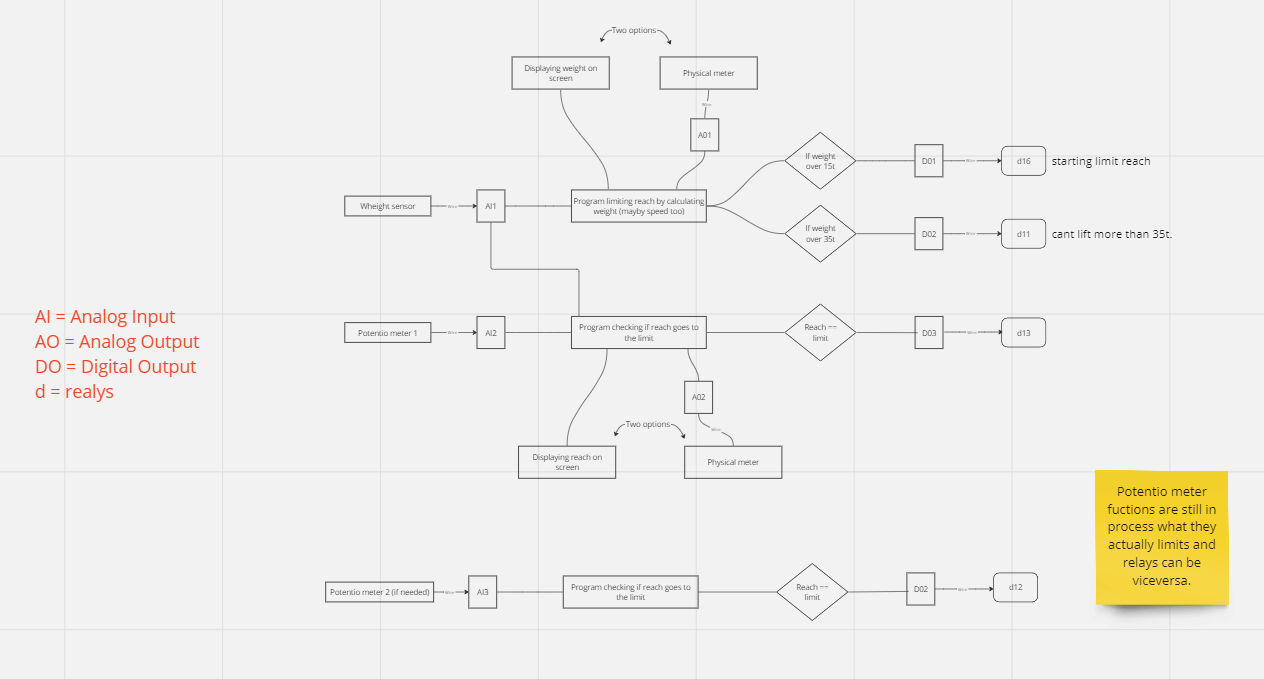 Two options
Displaying weight on
screen
Physical meter
Wire
A01
If weight
over 15t
D01
Wire
d16
starting limit reach
Wheight sensor
Wire
AI1
Program limiting reach by calculating
weight (mayby speed too)
If weight
over 35t
D02
Wire
d11
cant lift more than 35t.
AI = Analog Input
AO = Analog Output
DO = Digital Output
d = realys
Potentio meter 1
Wire
AI2
Program checking if reach goes to
the limit
Reach ==
limit
D03
Wire
d13
A02
Two options
Wire
Displaying reach on
screen
Physical meter
Potentio meter
fuctions are still in
process what they
actually limits and
relays can be
viceversa.
Potentio meter 2 (if needed)
Wire
AI3
Program checking if reach goes to
the limit
Reach ==
limit
D02
Wire
d12